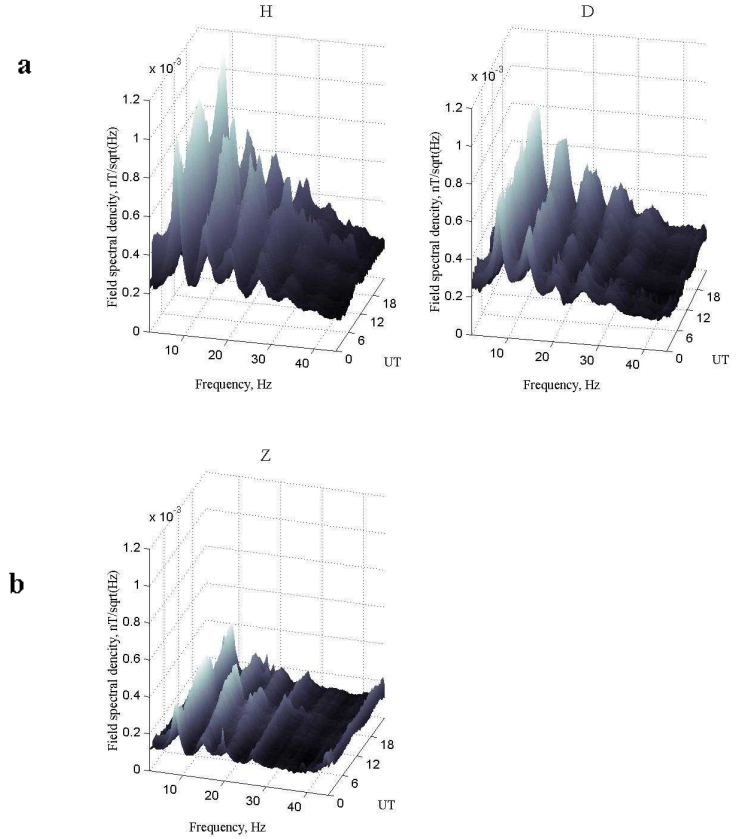 H
D
a
x 10-3
1.2
1
0.8
0.6
0.4
0.2
0
Field spectral dencity, nT/sqrt(Hz)
10
20
30
40
Frequency, Hz
0
6
12
18
UT
x 10-3
1.2
1
0.8
0.6
0.4
0.2
0
Field spectral dencity, nT/sqrt(Hz)
10
20
30
40
Frequency, Hz
0
6
12
18
UT
Z
b
x 10-3
1.2
1
0.8
0.6
0.4
0.2
0
Field spectral dencity, nT/sqrt(Hz)
10
20
30
40
Frequency, Hz
0
6
12
18
UT